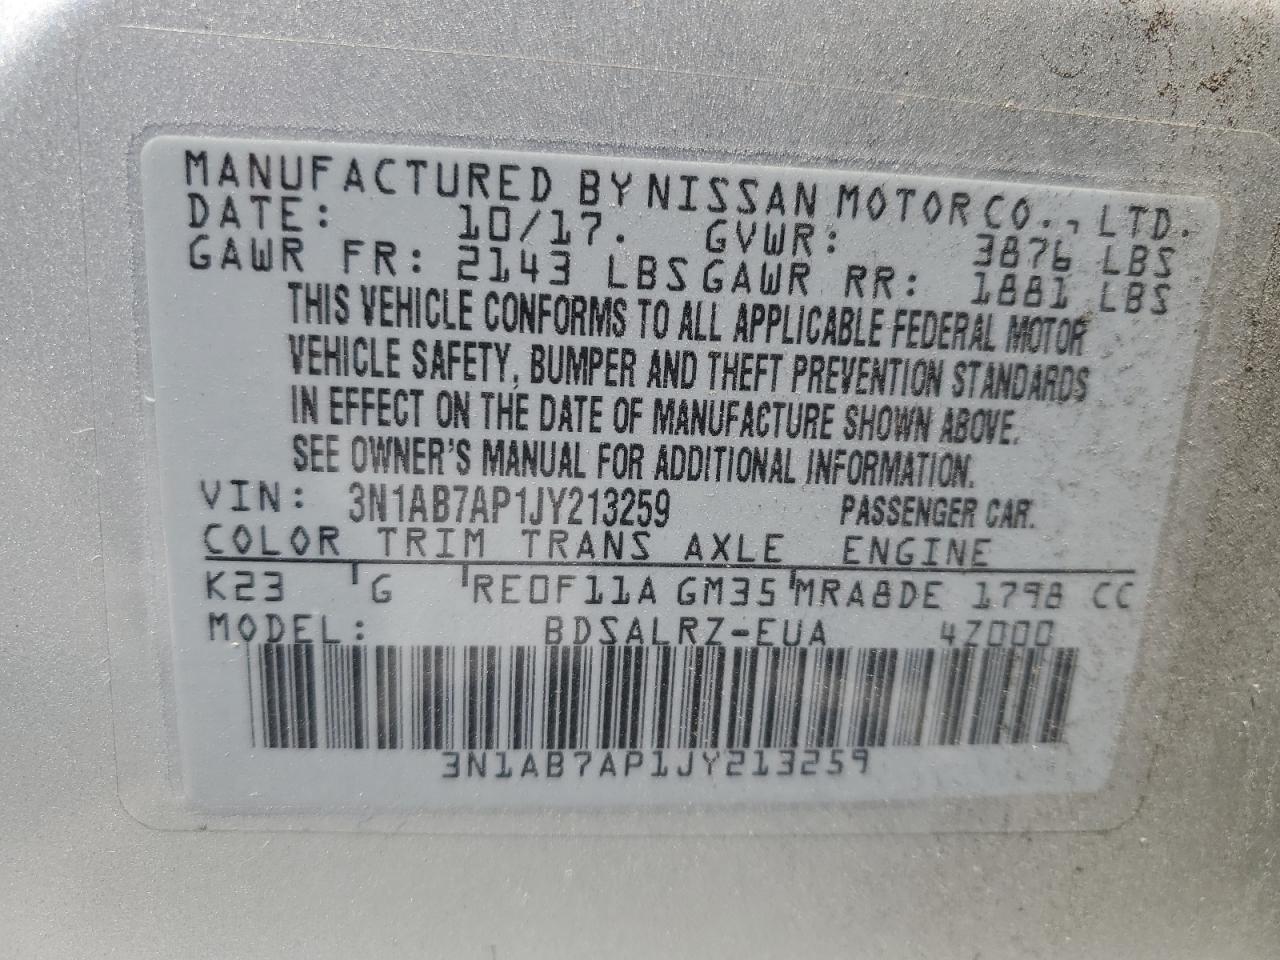 MANUFACTURED BY NISSAN MOTOR CO., LTD.
DATE: 10/17. GVWR: 3876 LBS
GAWR FR: 2143 LBS GAWR RR: 1881 LBS
THIS VEHICLE CONFORMS TO ALL APPLICABLE FEDERAL MOTOR
VEHICLE SAFETY, BUMPER AND THEFT PREVENTION STANDARDS
IN EFFECT ON THE DATE OF MANUFACTURE SHOWN ABOVE.
SEE OWNER'S MANUAL FOR ADDITIONAL INFORMATION.
VIN: 3N1AB7AP1JY213259 PASSENGER CAR.
COLOR TRIM TRANS AXLE ENGINE
K23 G RE0F11A GM35 MRA8DE 1798 CC
MODEL: BDSALRZ-EUA 4Z000
3N1AB7AP1JY213259